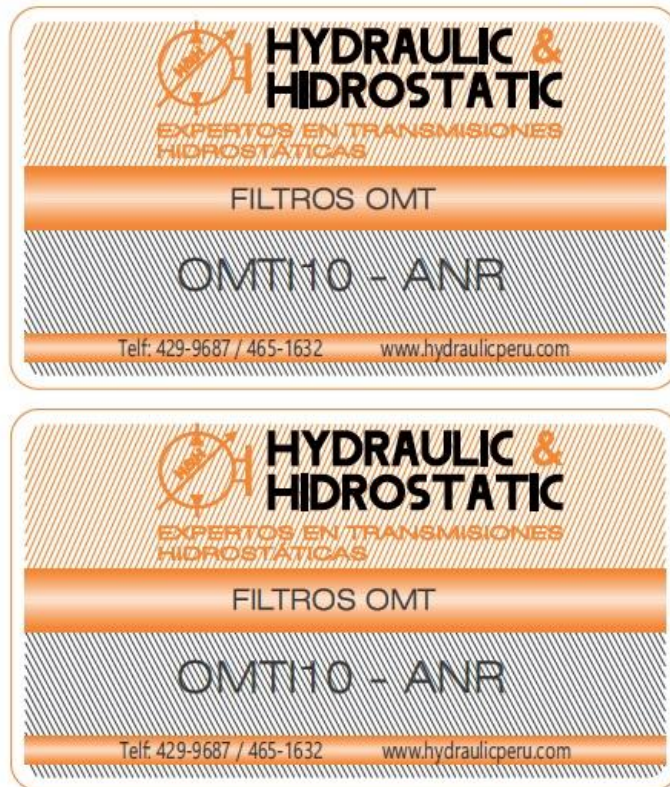 HYDRAULIC &
HIDROSTATIC
EXPERTOS EN TRANSMISIONES
HIDROSTÁTICAS
FILTROS OMT
OMTI10 - ANR
Telf: 429-9687 / 465-1632 www.hydraulicperu.com
HYDRAULIC &
HIDROSTATIC
EXPERTOS EN TRANSMISIONES
HIDROSTÁTICAS
FILTROS OMT
OMTI10 - ANR
Telf: 429-9687 / 465-1632 www.hydraulicperu.com